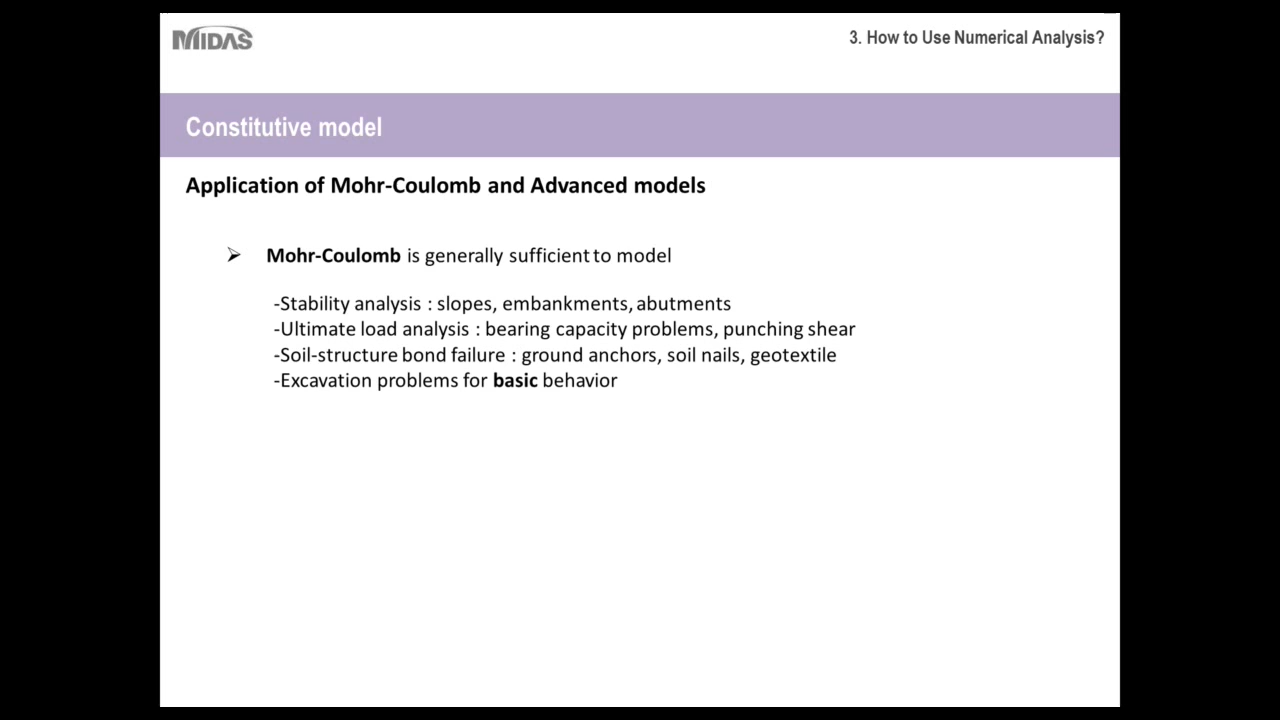 MIDAS
3. How to Use Numerical Analysis?
Constitutive model
Application of Mohr-Coulomb and Advanced models
➢ Mohr-Coulomb is generally sufficient to model
-Stability analysis : slopes, embankments, abutments
-Ultimate load analysis : bearing capacity problems, punching shear
-Soil-structure bond failure : ground anchors, soil nails, geotextile
-Excavation problems for basic behavior